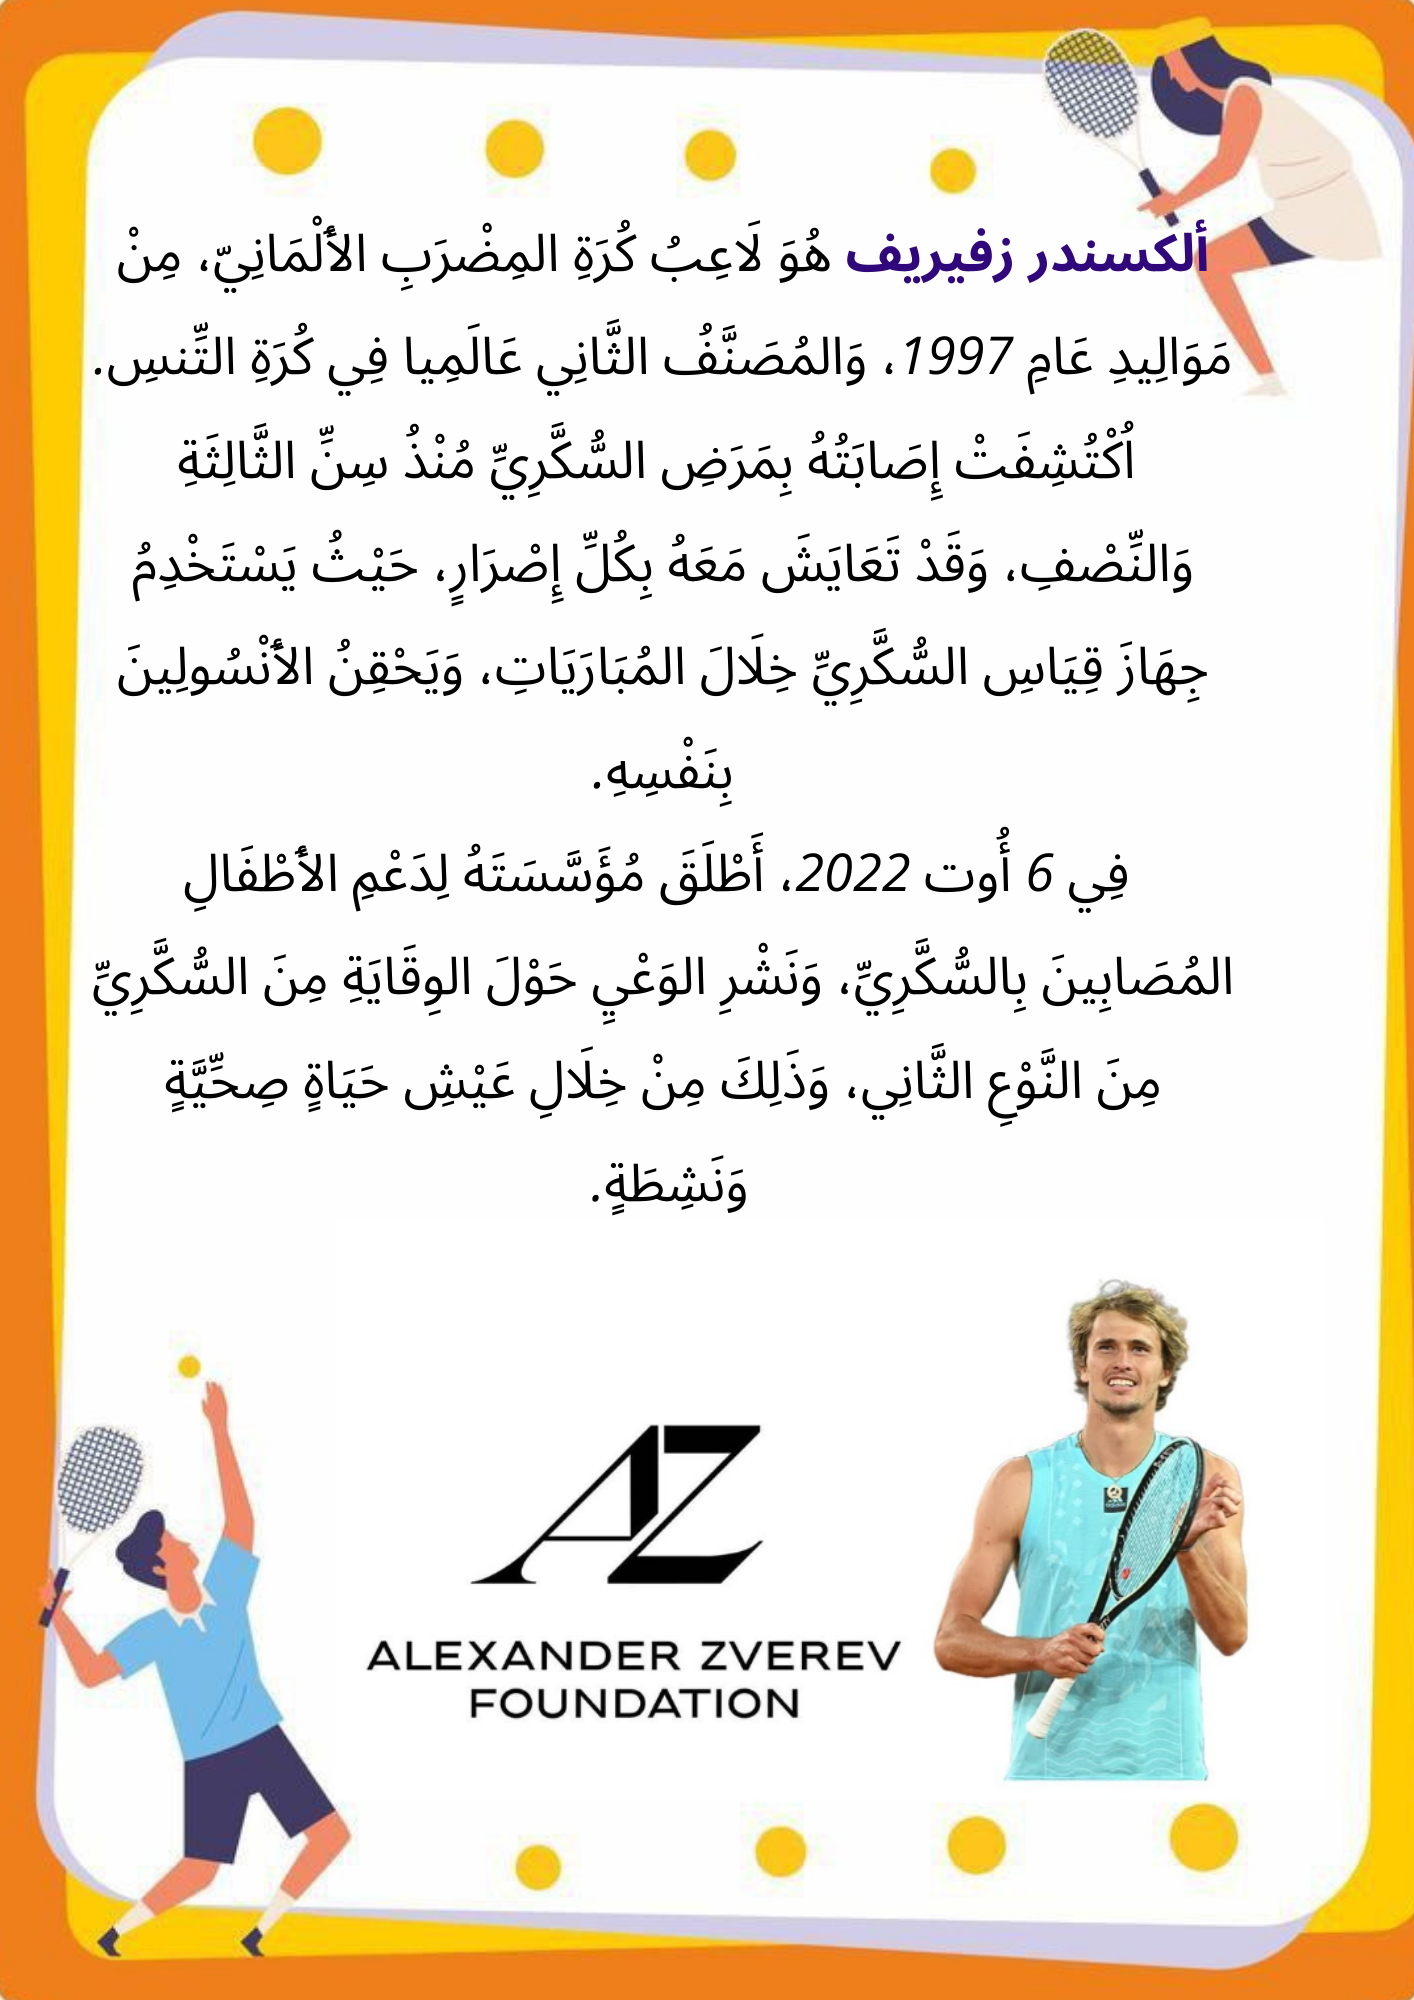 ألكسندر زفيريف هُوَ لَاعِبُ كُرَةِ المِضْرَبِ الأَلْمَانِيّ، مِنْ
مَوَالِيدِ عَامِ 1997، وَالمُصَنَّفُ الثَّانِي عَالَمِيا فِي كُرَةِ التِّنسِ.
اُكْتُشِفَتْ إِصَابَتُهُ بِمَرَضِ السُّكَّرِيِّ مُنْذُ سِنِّ الثَّالِثَةِ
وَالنِّصْفِ، وَقَدْ تَعَايَشَ مَعَهُ بِكُلِّ إِصْرَارٍ، حَيْثُ يَسْتَخْدِمُ
جِهَازَ قِيَاسِ السُّكَّرِيِّ خِلَالَ المُبَارَيَاتِ، وَيَحْقِنُ الأَنْسُولِينَ
بِنَفْسِهِ.
فِي 6 أُوت 2022، أَطْلَقَ مُؤَسَّسَتَهُ لِدَعْمِ الأَطْفَالِ
المُصَابِينَ بِالسُّكَّرِيِّ، وَنَشْرِ الوَعْيِ حَوْلَ الوِقَايَةِ مِنَ السُّكَّرِيِّ
مِنَ النَّوْعِ الثَّانِي، وَذَلِكَ مِنْ خِلَالِ عَيْشِ حَيَاةٍ صِحِّيَّةٍ
وَنَشِطَةٍ.
AZ
ALEXANDER ZVEREV
FOUNDATION